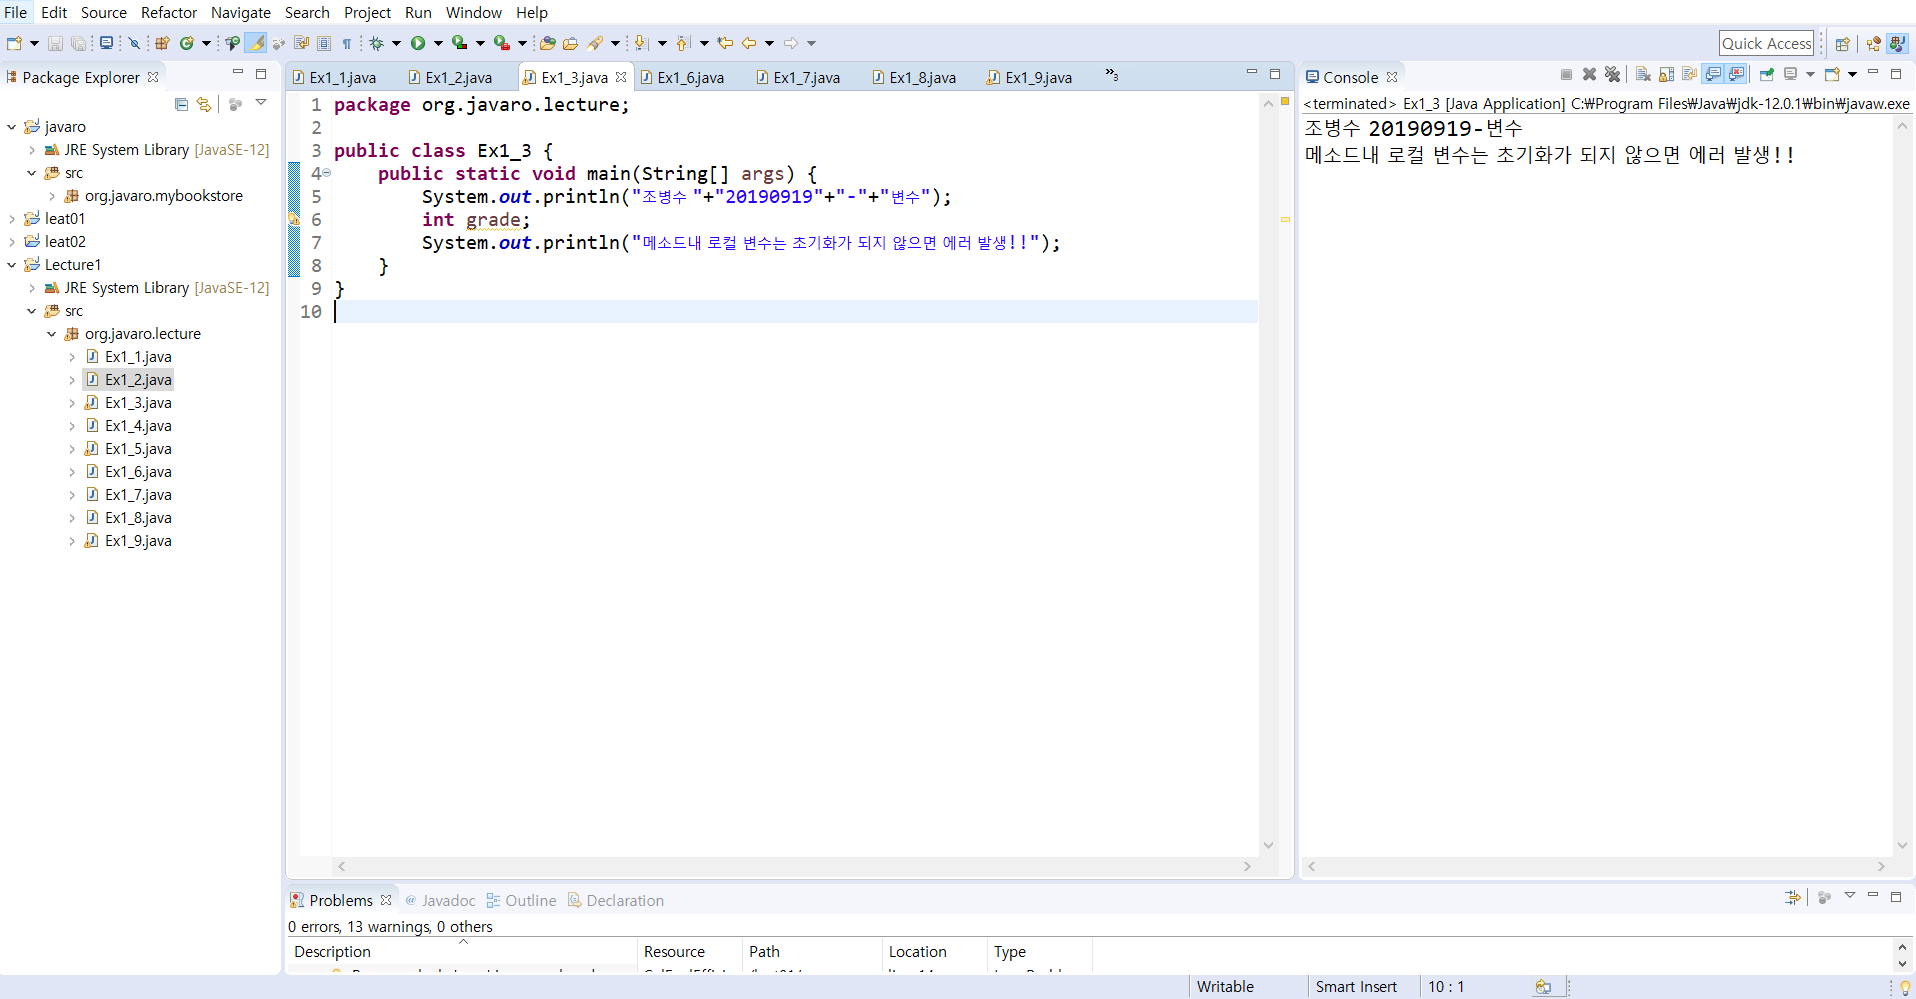 File Edit Source Refactor Navigate Search Project Run Window Help
Quick Access
Package Explorer
javaro
JRE System Library [JavaSE-12]
src
org.javaro.mybookstore
leat01
leat02
Lecture1
JRE System Library [JavaSE-12]
src
org.javaro.lecture
Ex1_1.java
Ex1_2.java
Ex1_3.java
Ex1_4.java
Ex1_5.java
Ex1_6.java
Ex1_7.java
Ex1_8.java
Ex1_9.java
Ex1_1.java Ex1_2.java Ex1_3.java Ex1_6.java Ex1_7.java Ex1_8.java Ex1_9.java »3
1 package org.javaro.lecture;
2
3 public class Ex1_3 {
4 public static void main(String[] args) {
5 System.out.println("조병수 "+"20190919"+"-"+"변수");
6 int grade;
7 System.out.println("메소드내 로컬 변수는 초기화가 되지 않으면 에러 발생!!");
8 }
9 }
10
Console
<terminated> Ex1_3 [Java Application] C:₩Program Files₩Java₩jdk-12.0.1₩bin₩javaw.exe
조병수 20190919-변수
메소드내 로컬 변수는 초기화가 되지 않으면 에러 발생!!
Problems @ Javadoc Outline Declaration
0 errors, 13 warnings, 0 others
Description Resource Path Location Type
Writable Smart Insert 10 : 1